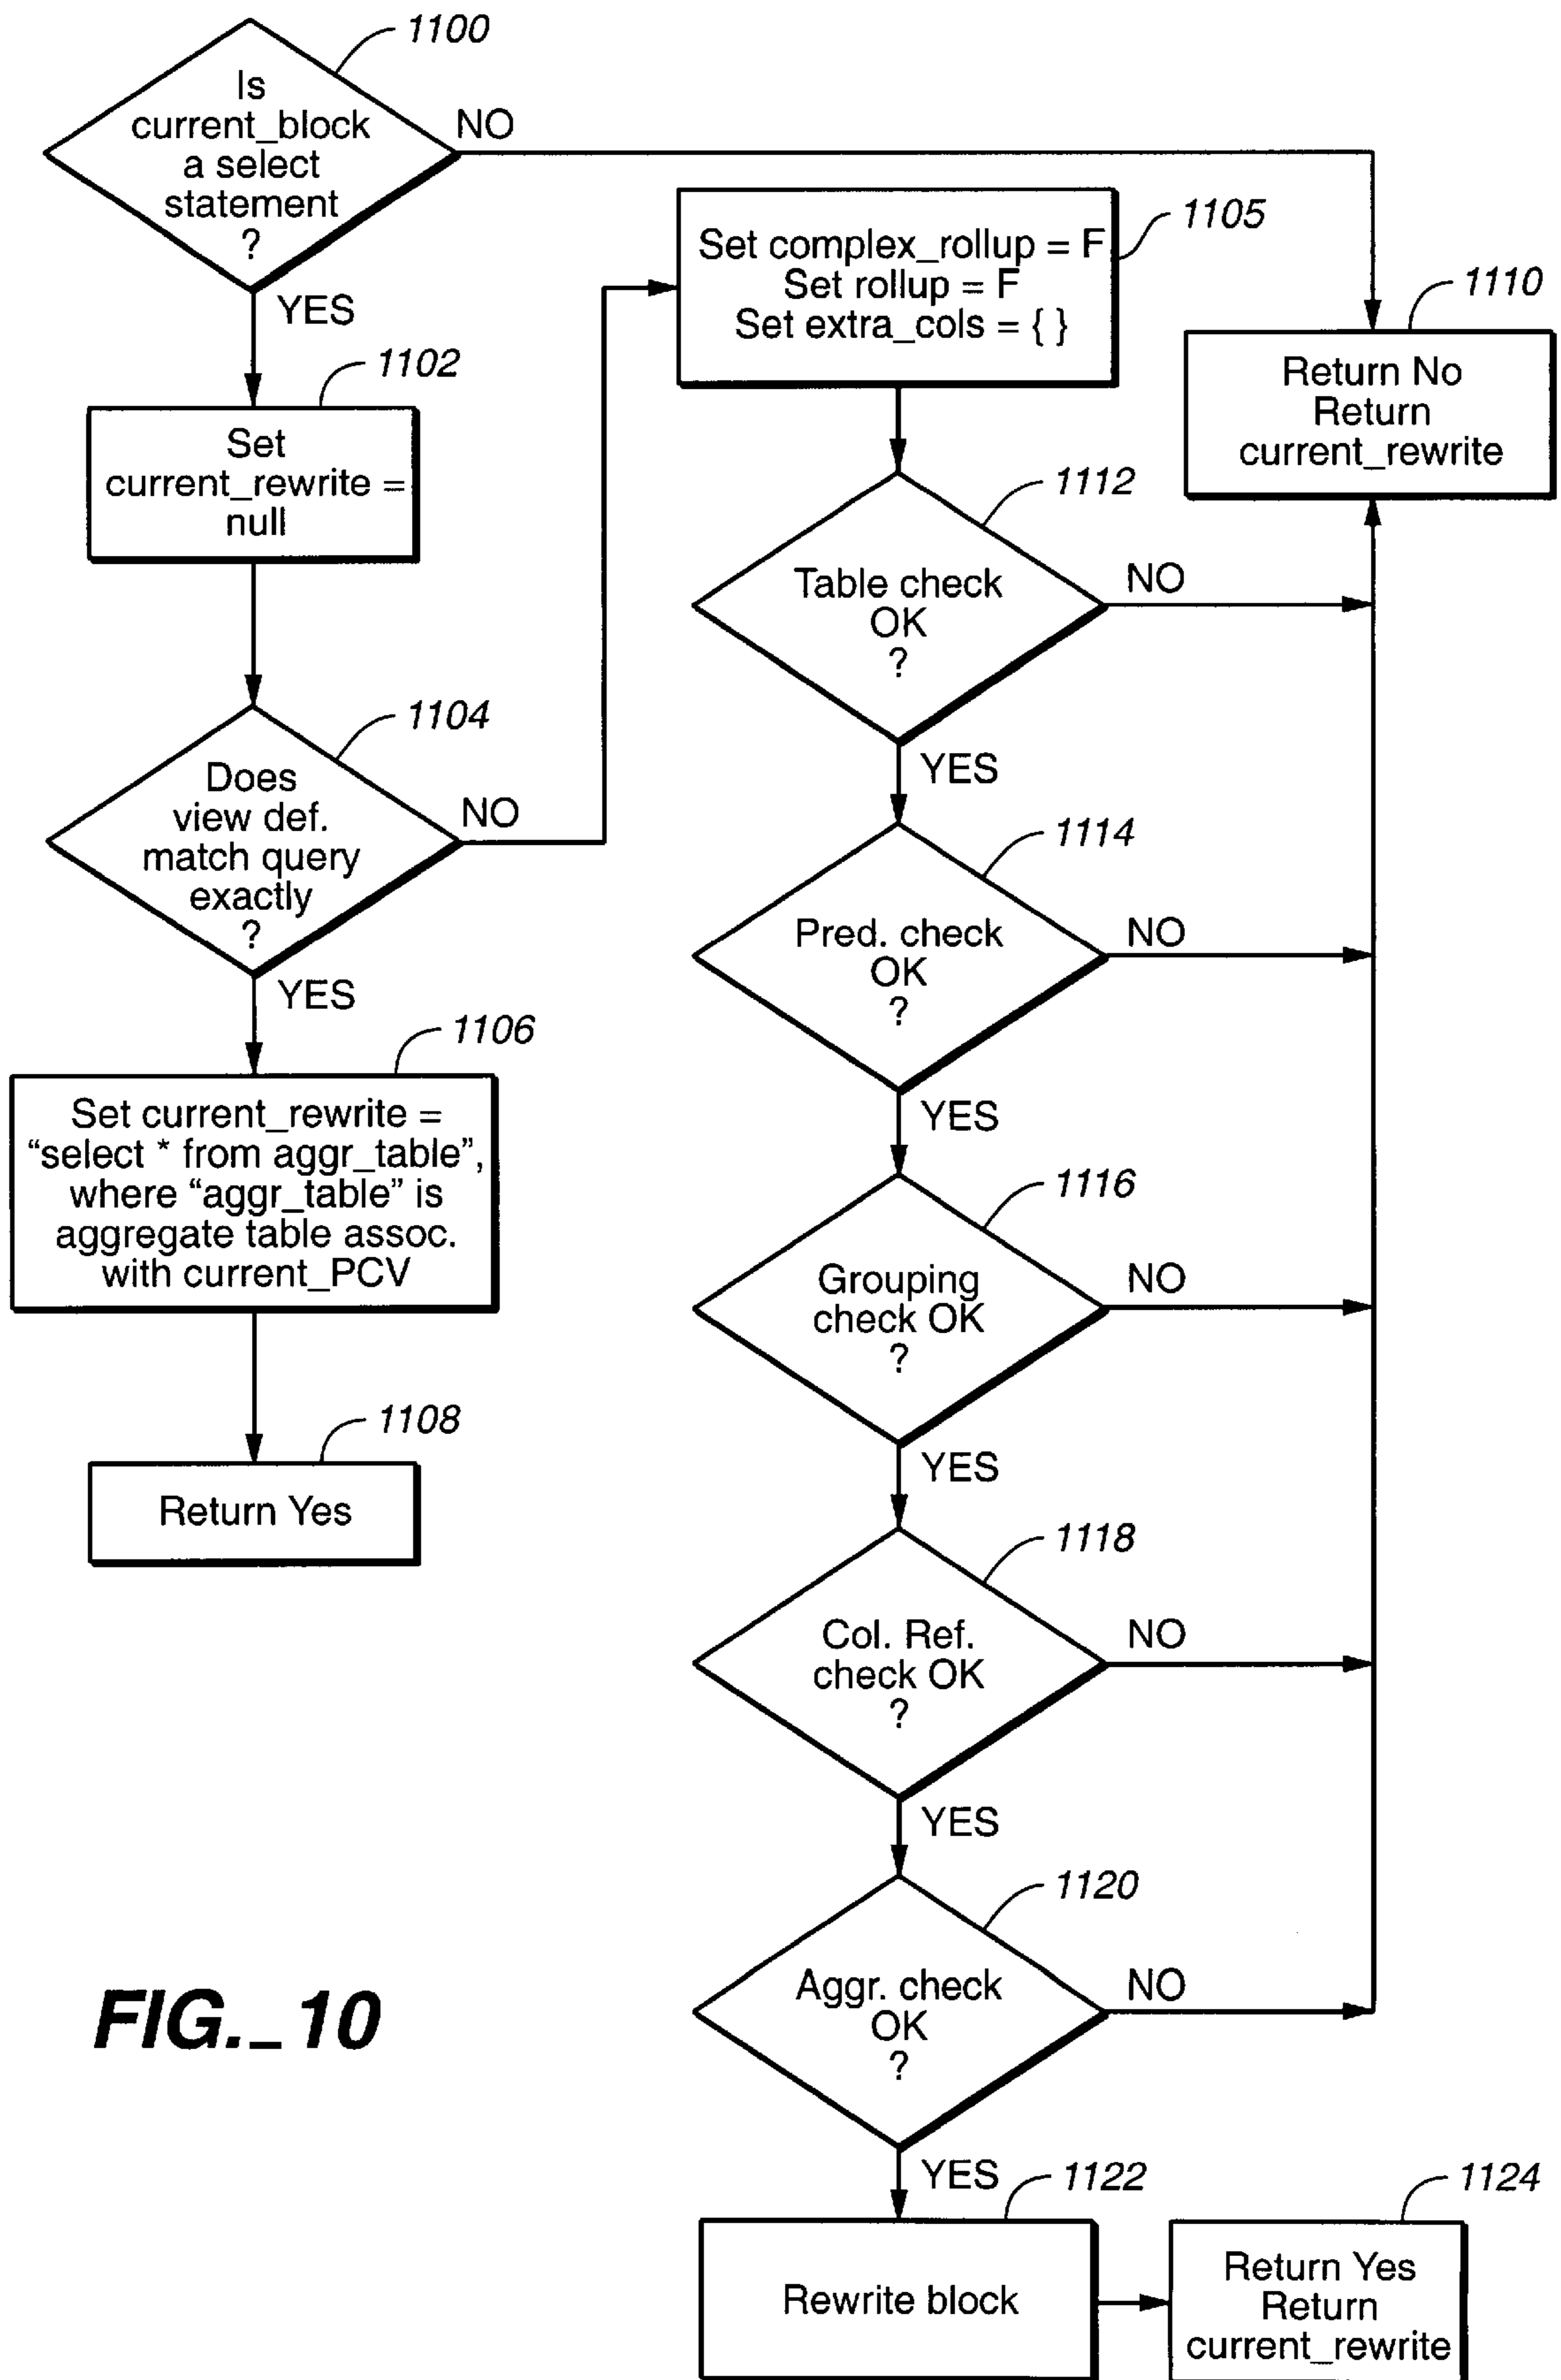 1100
Is
current_block
a select
statement
?
NO
YES
1102
Set
current_rewrite =
null
1104
Does
view def.
match query
exactly
?
NO
YES
1106
Set current_rewrite =
“select * from aggr_table”,
where “aggr_table” is
aggregate table assoc.
with current_PCV
1108
Return Yes
1105
Set complex_rollup = F
Set rollup = F
Set extra_cols = { }
1110
Return No
Return
current_rewrite
1112
Table check
OK
?
NO
YES
1114
Pred. check
OK
?
NO
YES
1116
Grouping
check OK
?
NO
YES
1118
Col. Ref.
check OK
?
NO
YES
1120
Aggr. check
OK
?
NO
YES
1122
Rewrite block
1124
Return Yes
Return
current_rewrite
FIG._10